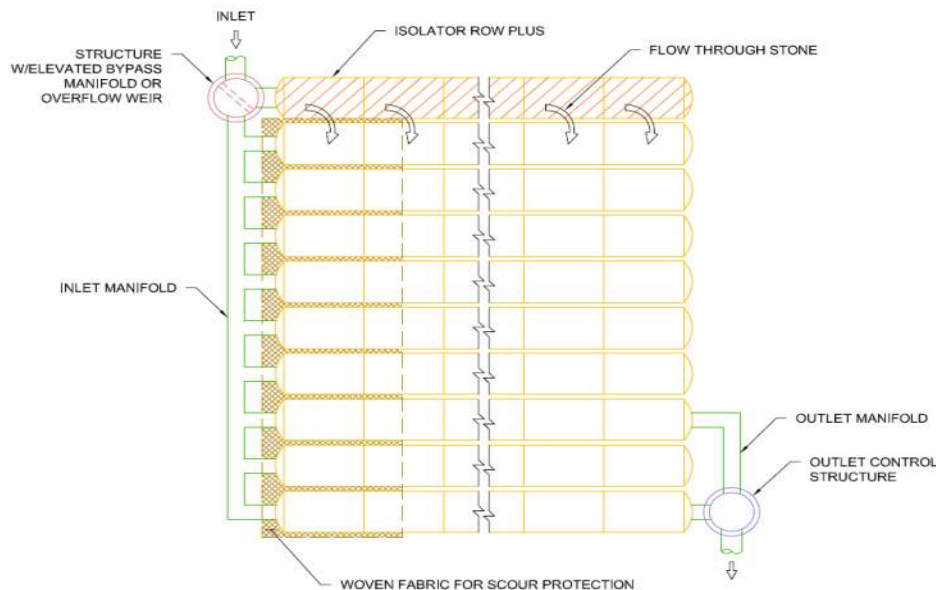 INLET
ISOLATOR ROW PLUS
STRUCTURE
W/ELEVATED BYPASS
MANIFOLD OR
OVERFLOW WEIR
FLOW THROUGH STONE
INLET MANIFOLD
OUTLET MANIFOLD
OUTLET CONTROL
STRUCTURE
WOVEN FABRIC FOR SCOUR PROTECTION